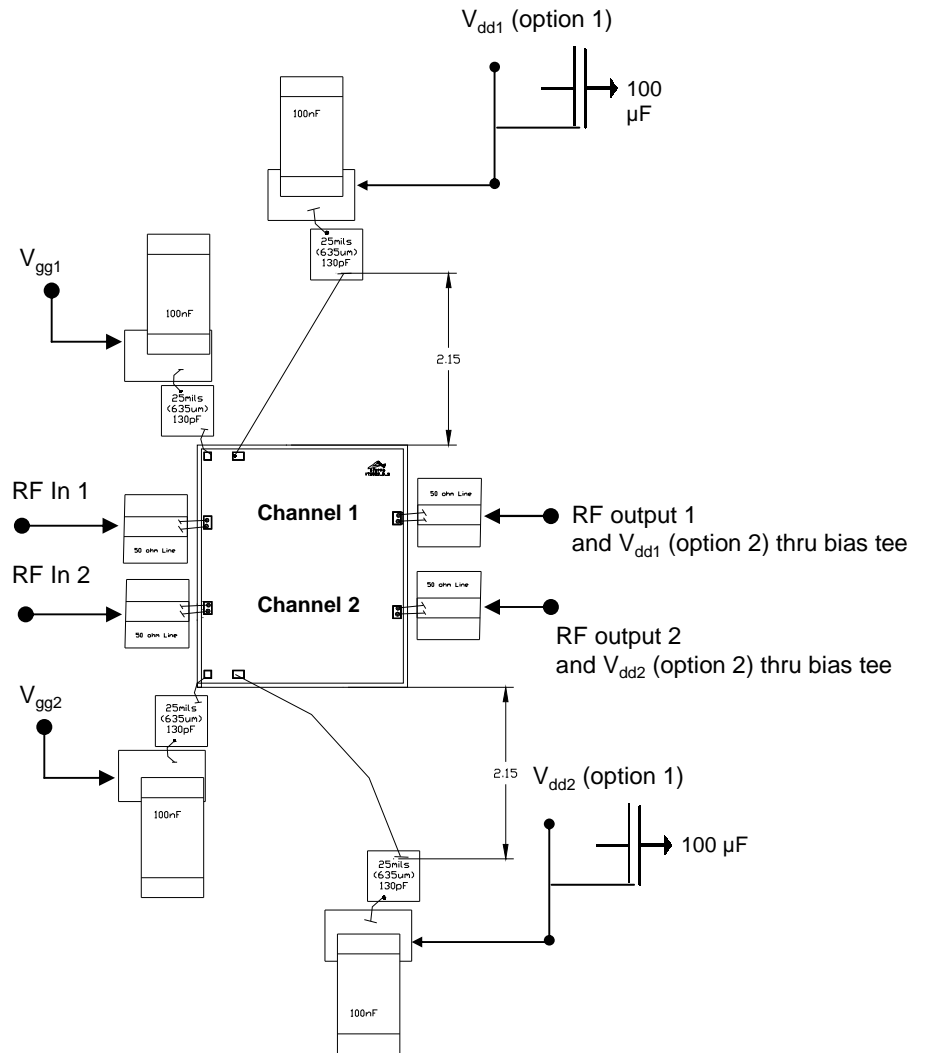 Vdd1 (option 1)
100
µF
100nF
25mils
(635um)
130pF
Vgg1
100nF
2.15
25mils
(635um)
130pF
RF In 1
50 ohm Line
Channel 1
50 ohm Line
RF output 1
and Vdd1 (option 2) thru bias tee
RF In 2
50 ohm Line
Channel 2
50 ohm Line
RF output 2
and Vdd2 (option 2) thru bias tee
Vgg2
25mils
(635um)
130pF
2.15
Vdd2 (option 1)
100nF
100 µF
25mils
(635um)
130pF
100nF